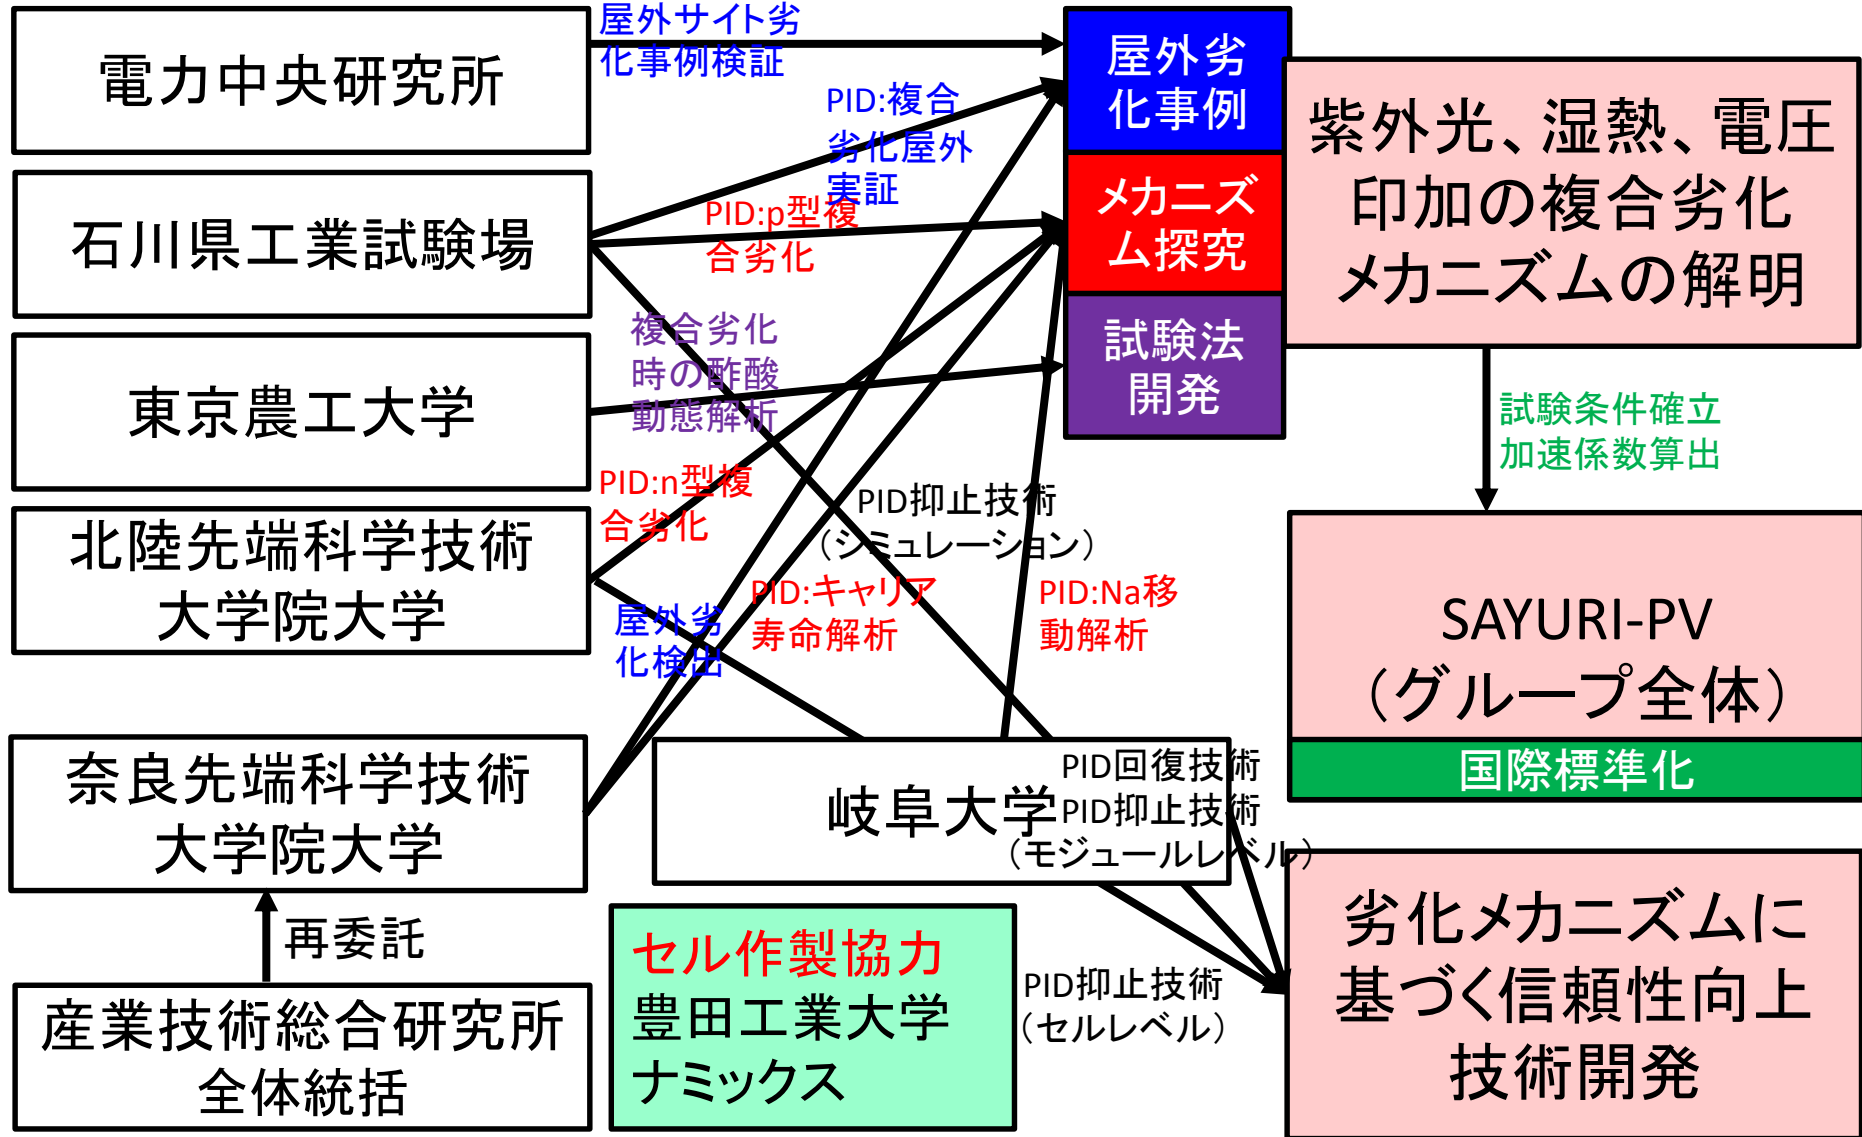 電力中央研究所
屋外サイト劣
化事例検証
屋外劣
化事例
紫外光、湿熱、電圧
印加の複合劣化
メカニズムの解明
PID:複合
劣化屋外
実証
石川県工業試験場
PID:p型複
合劣化
メカニズ
ム探究
試験法
開発
東京農工大学
複合劣化
時の酢酸
動態解析
試験条件確立
加速係数算出
北陸先端科学技術
大学院大学
PID:n型複
合劣化
PID抑止技術
（シミュレーション）
屋外劣
化検出
PID:キャリア
寿命解析
PID:Na移
動解析
SAYURI-PV
（グループ全体）
国際標準化
奈良先端科学技術
大学院大学
岐阜大学
PID回復技術
PID抑止技術
（モジュールレベル）
再委託
産業技術総合研究所
全体統括
セル作製協力
豊田工業大学
ナミックス
PID抑止技術
（セルレベル）
劣化メカニズムに
基づく信頼性向上
技術開発